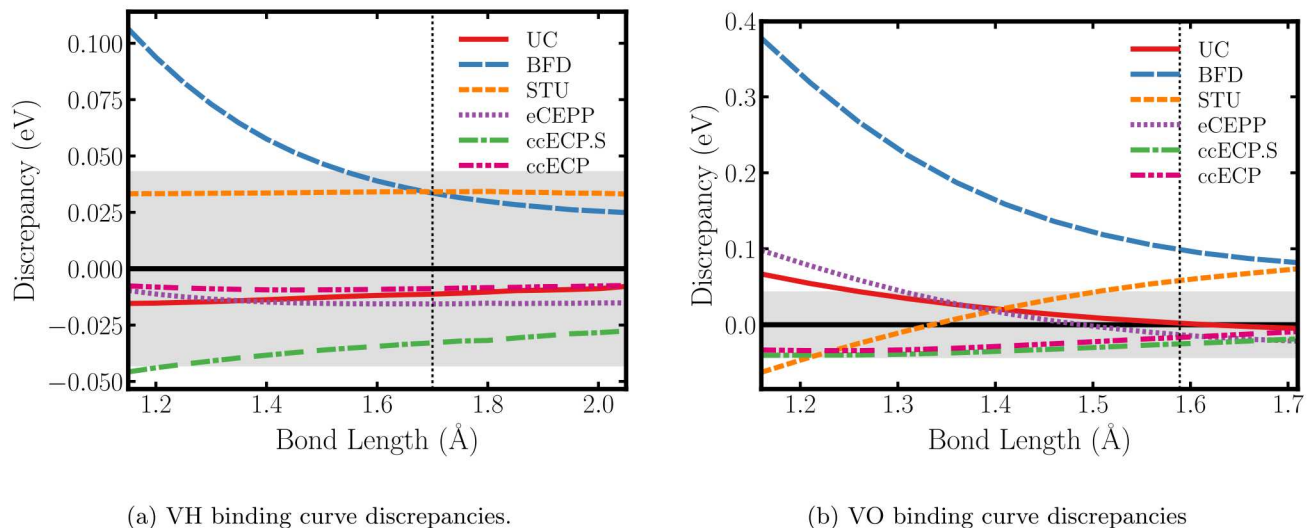 0.100
0.075
0.050
0.025
0.000
−0.025
−0.050
Discrepancy (eV)
1.2 1.4 1.6 1.8 2.0
Bond Length (Å)
UC
BFD
STU
eCEPP
ccECP.S
ccECP
(a) VH binding curve discrepancies.
0.4
0.3
0.2
0.1
0.0
Discrepancy (eV)
1.2 1.3 1.4 1.5 1.6 1.7
Bond Length (Å)
UC
BFD
STU
eCEPP
ccECP.S
ccECP
(b) VO binding curve discrepancies